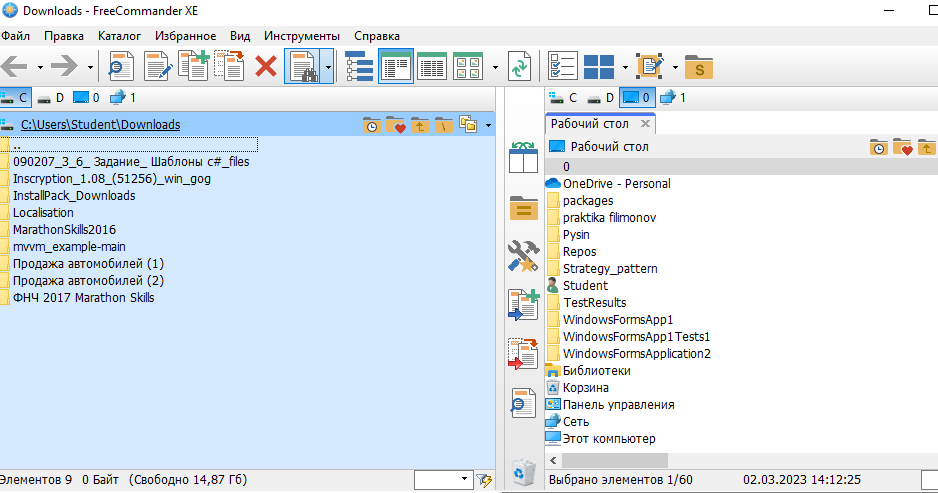 Downloads - FreeCommander XE
Файл Правка Каталог Избранное Вид Инструменты Справка
S
C D 0 1
C D 0 1
C:\Users\Student\Downloads
Рабочий стол
Рабочий стол
..
090207_3_6_ Задание_ Шаблоны c#_files
Inscryption_1.08_(51256)_win_gog
InstallPack_Downloads
Localisation
MarathonSkills2016
mvvm_example-main
Продажа автомобилей (1)
Продажа автомобилей (2)
ФНЧ 2017 Marathon Skills
0
OneDrive - Personal
packages
praktika filimonov
Pysin
Repos
Strategy_pattern
Student
TestResults
WindowsFormsApp1
WindowsFormsApp1Tests1
WindowsFormsApplication2
Библиотеки
Корзина
Панель управления
Сеть
Этот компьютер
Элементов 9 0 Байт (Свободно 14,87 Гб)
Выбрано элементов 1/60 02.03.2023 14:12:25